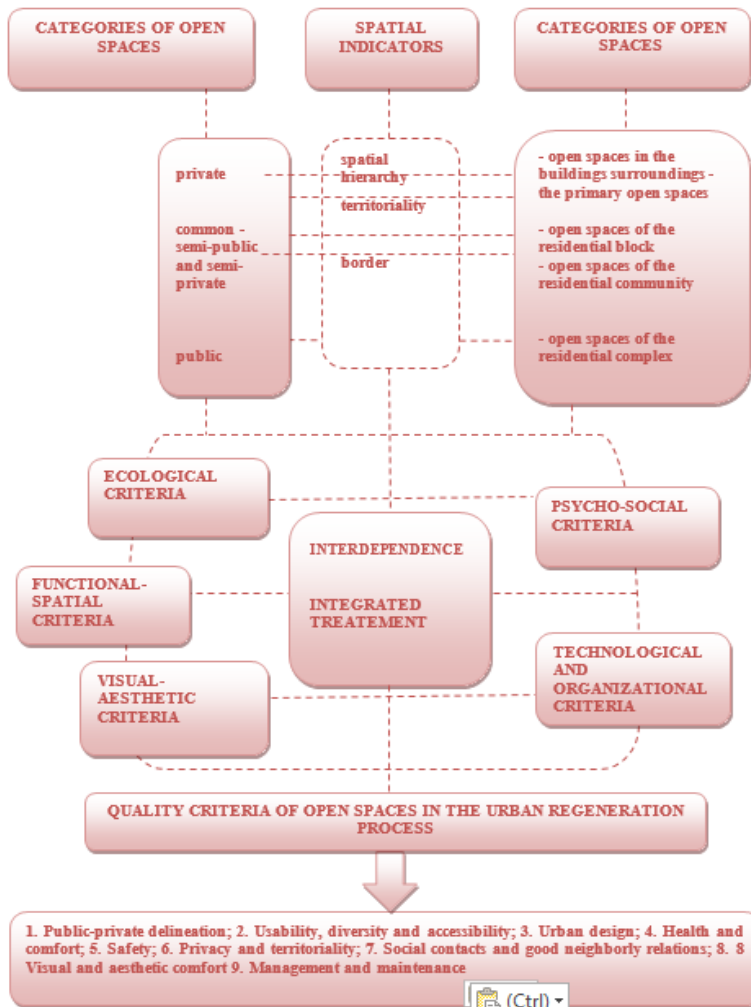 CATEGORIES OF OPEN
SPACES
SPATIAL
INDICATORS
CATEGORIES OF OPEN
SPACES
private
common -
semi-public
and semi-
private
public
spatial
hierarchy
territoriality
border
- open spaces in the
buildings surroundings -
the primary open spaces
- open spaces of the
residential block
- open spaces of the
residential community
- open spaces of the
residential complex
ECOLOGICAL
CRITERIA
PSYCHO-SOCIAL
CRITERIA
INTERDEPENDENCE
INTEGRATED
TREATEMENT
FUNCTIONAL-
SPATIAL
CRITERIA
VISUAL-
AESTHETIC
CRITERIA
TECHNOLOGICAL
AND
ORGANIZATIONAL
CRITERIA
QUALITY CRITERIA OF OPEN SPACES IN THE URBAN REGENERATION
PROCESS
1. Public-private delineation; 2. Usability, diversity and accessibility; 3. Urban design; 4. Health and
comfort; 5. Safety; 6. Privacy and territoriality; 7. Social contacts and good neighborly relations; 8. 8
Visual and aesthetic comfort 9. Management and maintenance
(Ctrl)